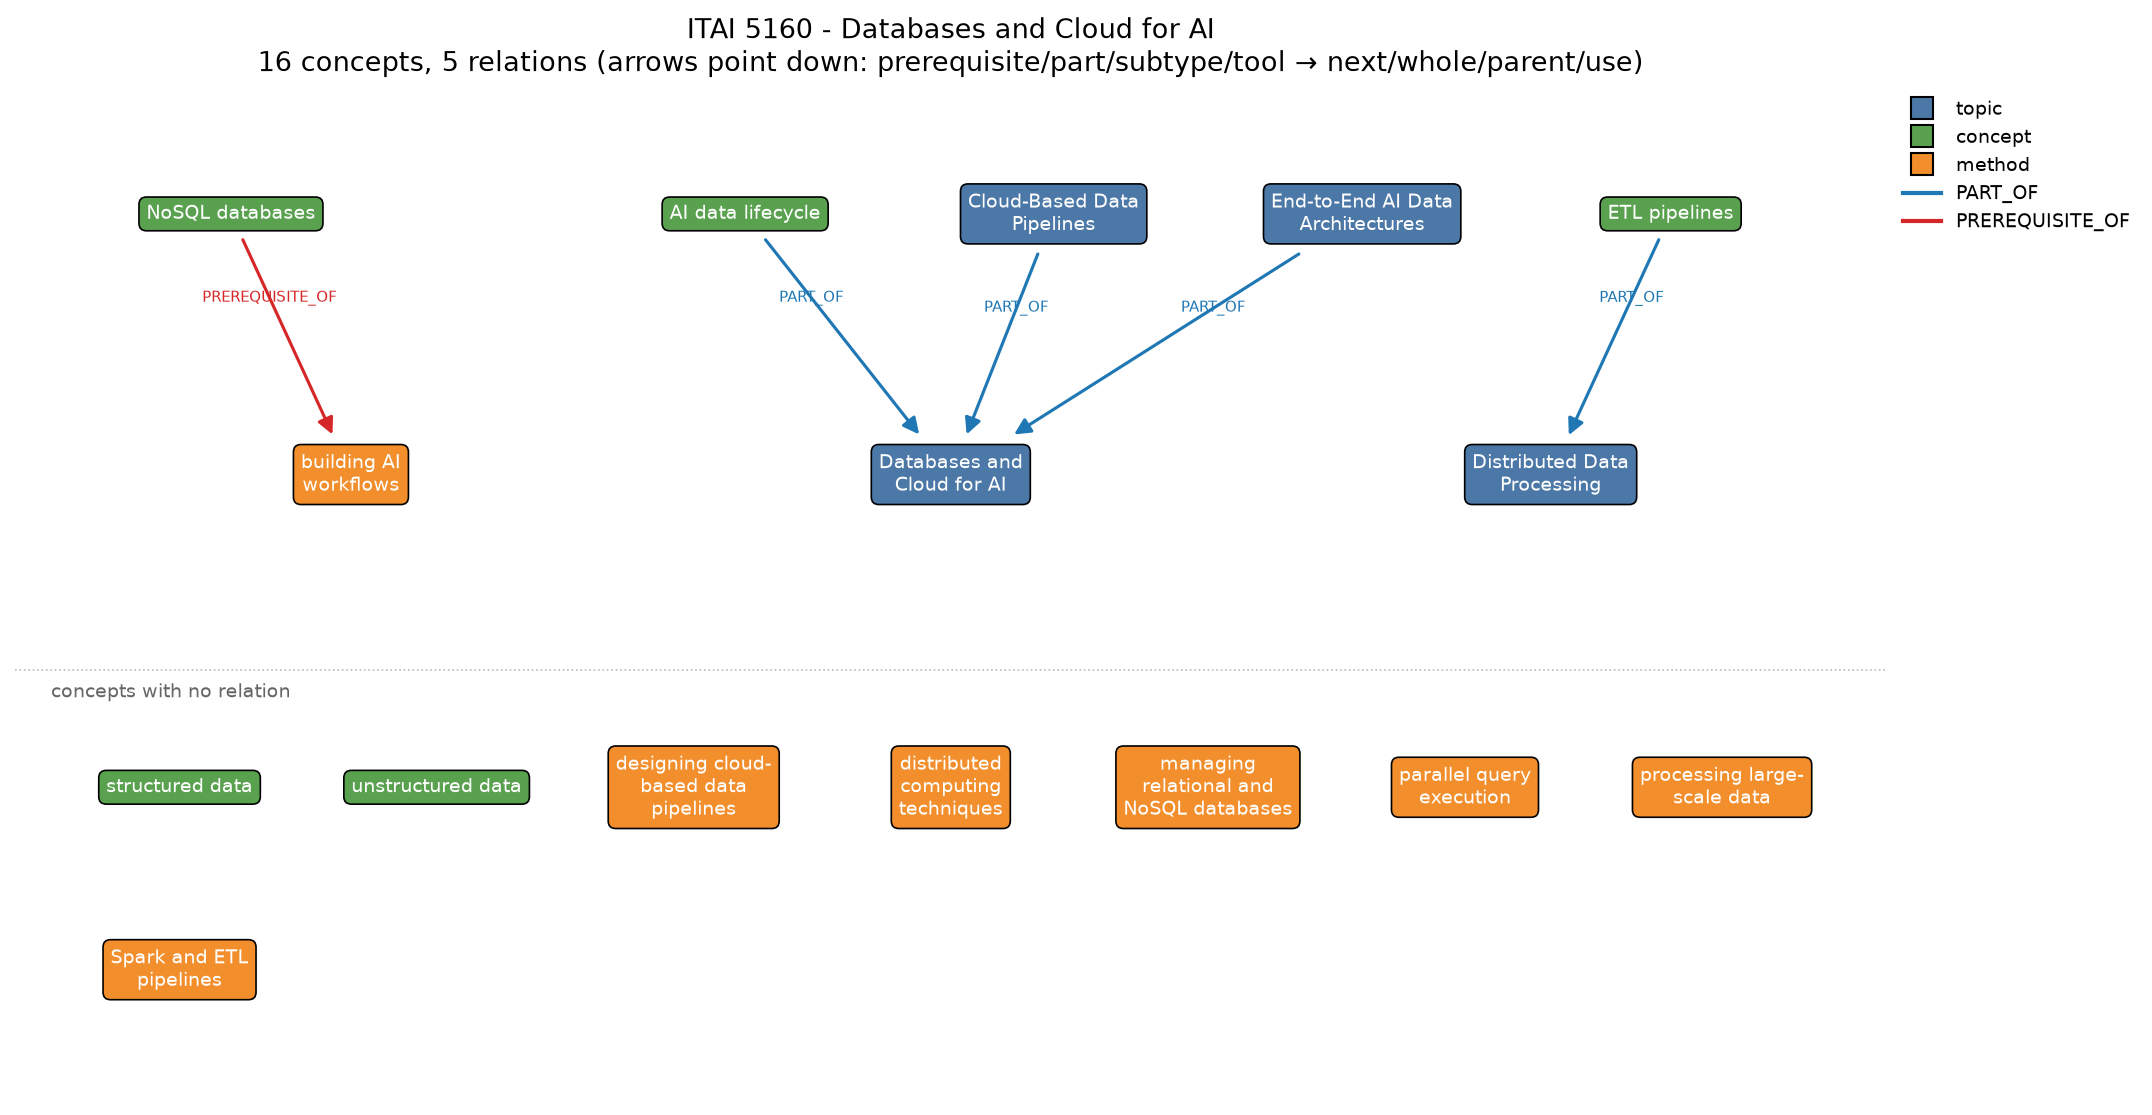 ITAI 5160 - Databases and Cloud for AI
16 concepts, 5 relations (arrows point down: prerequisite/part/subtype/tool → next/whole/parent/use)
topic
concept
method
PART_OF
PREREQUISITE_OF
NoSQL databases
AI data lifecycle
Cloud-Based Data
Pipelines
End-to-End AI Data
Architectures
ETL pipelines
PREREQUISITE_OF
PART_OF
PART_OF
PART_OF
PART_OF
building AI
workflows
Databases and
Cloud for AI
Distributed Data
Processing
concepts with no relation
structured data
unstructured data
designing cloud-
based data
pipelines
distributed
computing
techniques
managing
relational and
NoSQL databases
parallel query
execution
processing large-
scale data
Spark and ETL
pipelines